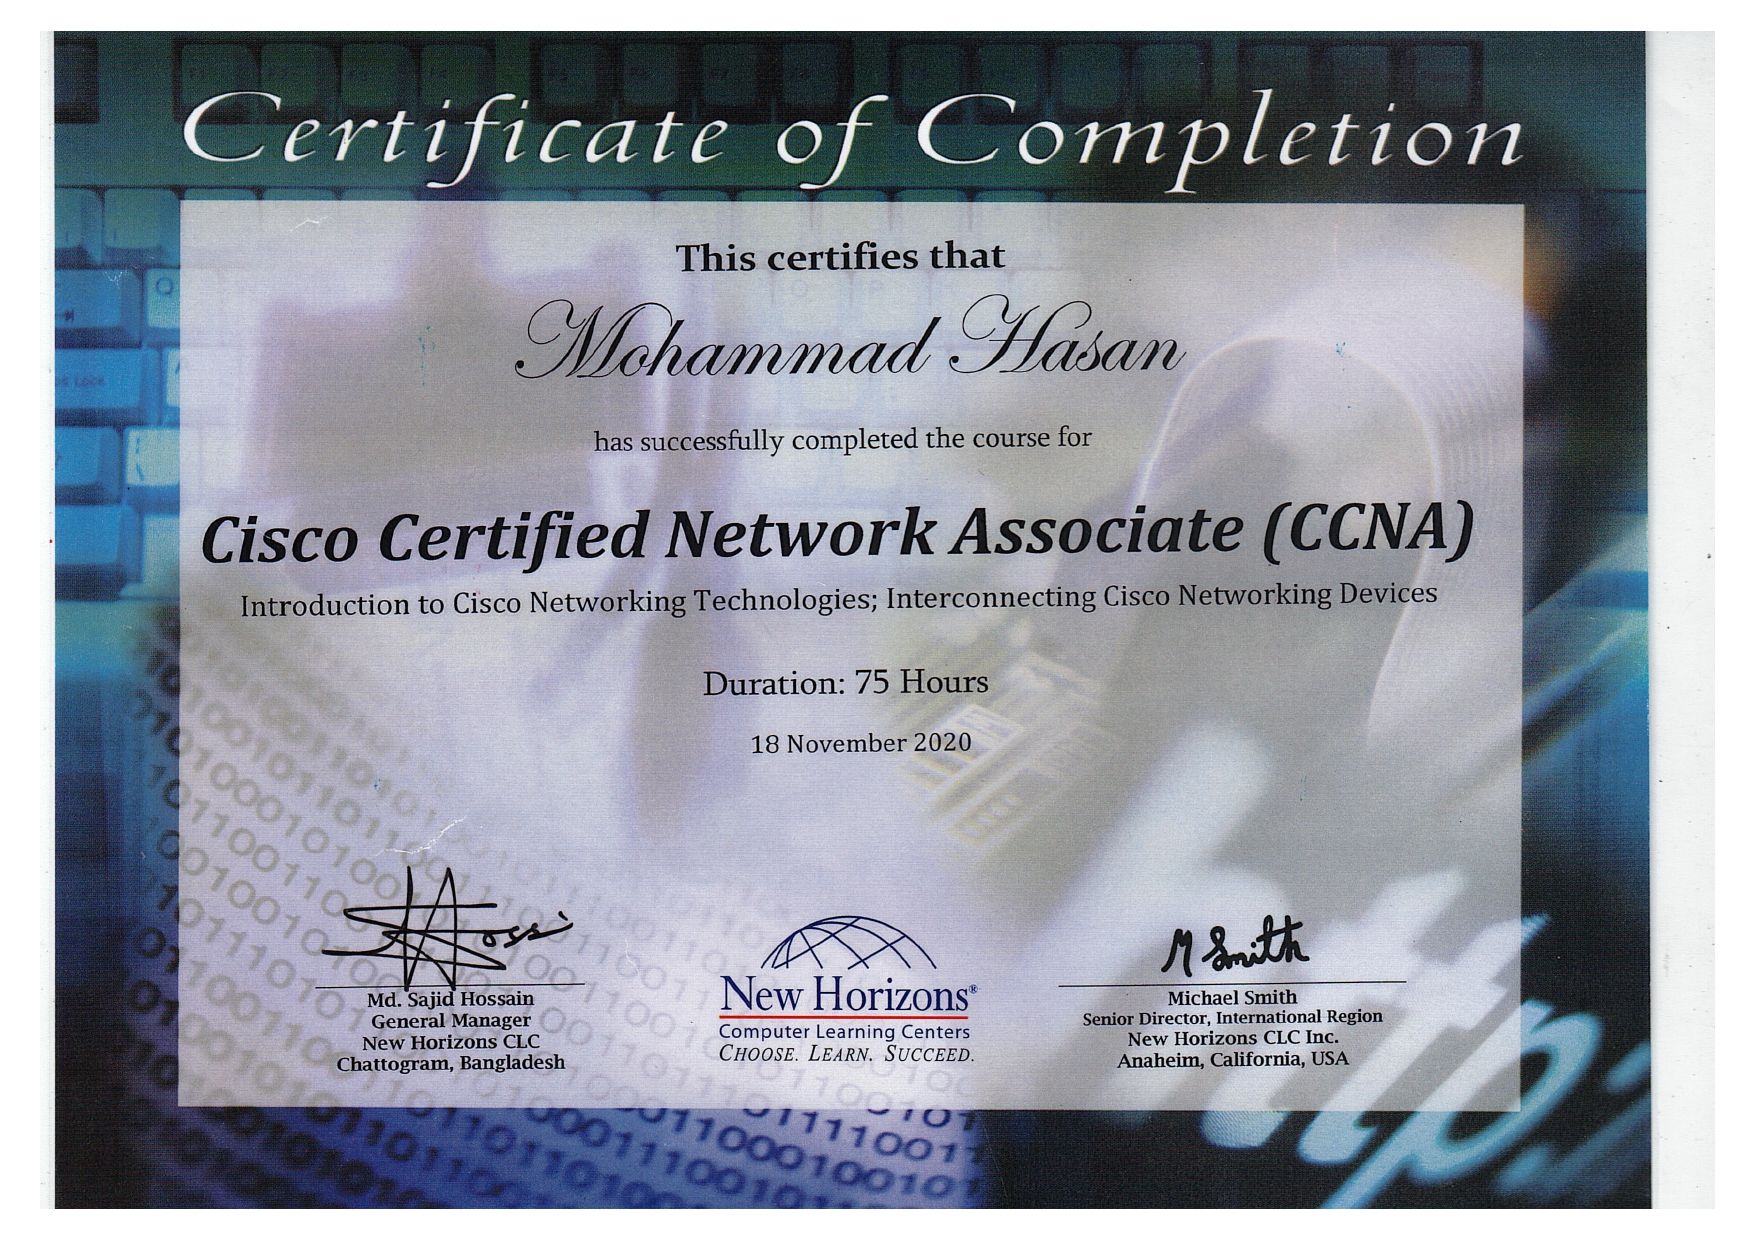 Certificate of Completion
This certifies that
Mohammad Hasan
has successfully completed the course for
Cisco Certified Network Associate (CCNA)
Introduction to Cisco Networking Technologies; Interconnecting Cisco Networking Devices
Duration: 75 Hours
18 November 2020
Md. Sajid Hossain
General Manager
New Horizons CLC
Chattogram, Bangladesh
New Horizons®
Computer Learning Centers
CHOOSE. LEARN. SUCCEED.
M Smith
Michael Smith
Senior Director, International Region
New Horizons CLC Inc.
Anaheim, California, USA
http:/